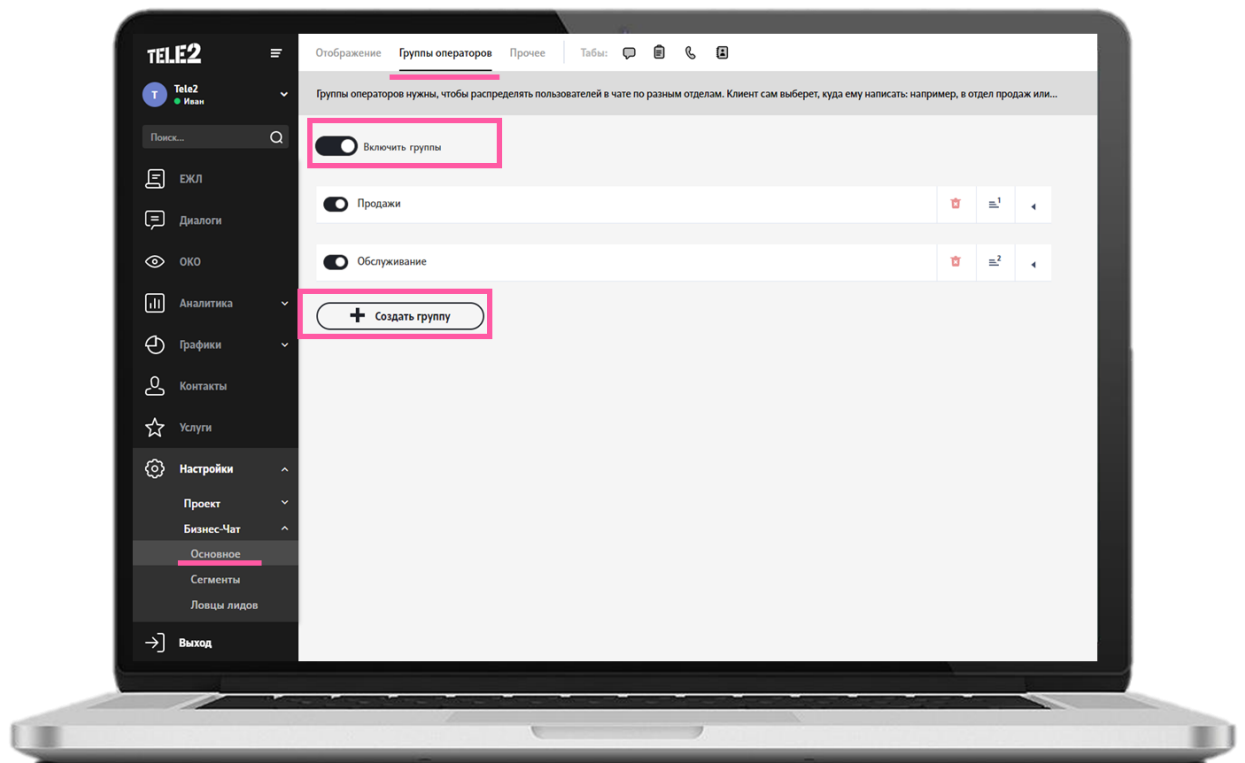 TELE2
Отображение Группы операторов Прочее Табы:
T
Tele2
Иван
Группы операторов нужны, чтобы распределять пользователей в чате по разным отделам. Клиент сам выберет, куда ему написать: например, в отдел продаж или...
Поиск...
Включить группы
ЕЖЛ
Продажи
1
Диалоги
ОКО
Обслуживание
2
Аналитика
Создать группу
Графики
Контакты
Услуги
Настройки
Проект
Бизнес-Чат
Основное
Сегменты
Ловцы лидов
Выход